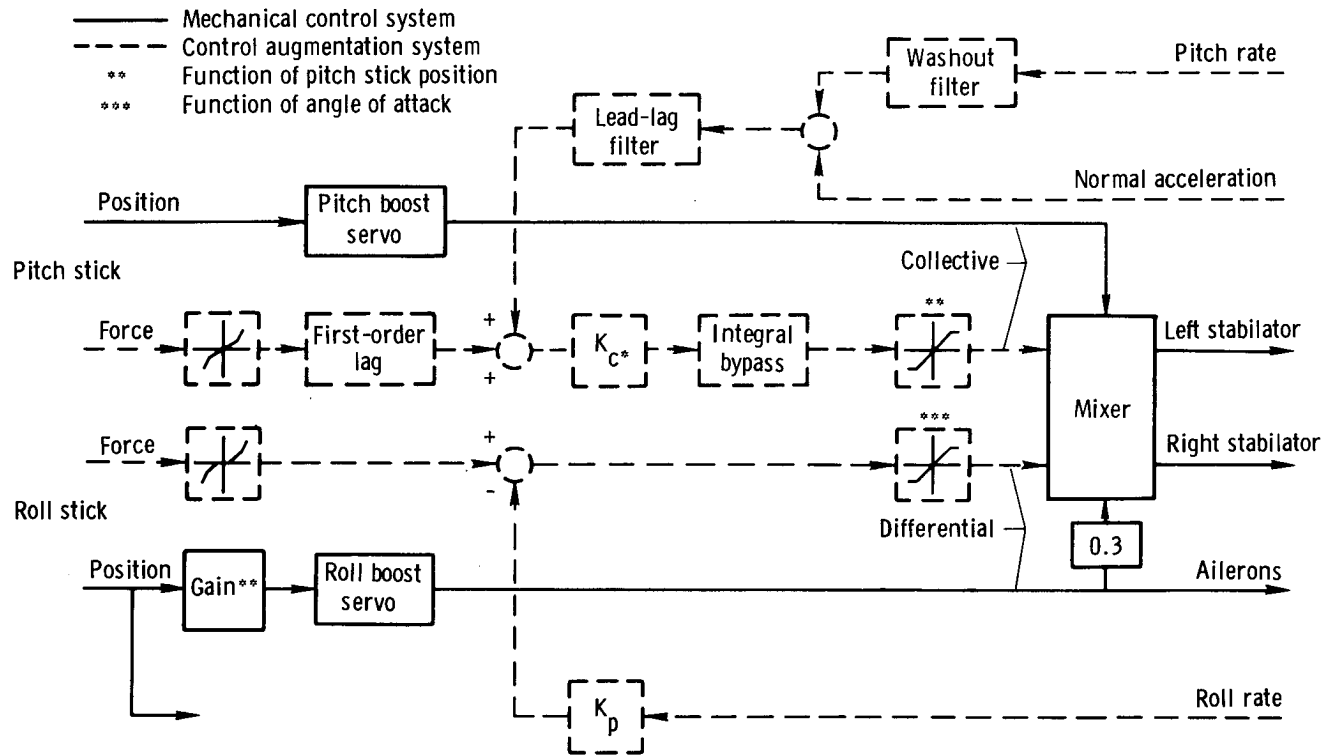 Mechanical control system
Control augmentation system
** Function of pitch stick position
*** Function of angle of attack
Washout
filter
Pitch rate
Lead-lag
filter
Normal acceleration
Position
Pitch boost
servo
Collective
Pitch stick
Force
First-order
lag
+
+
K_C*
Integral
bypass
**
Mixer
Left stabilator
Force
+
-
***
Right stabilator
Roll stick
Differential
0.3
Position
Gain**
Roll boost
servo
Ailerons
K_p
Roll rate